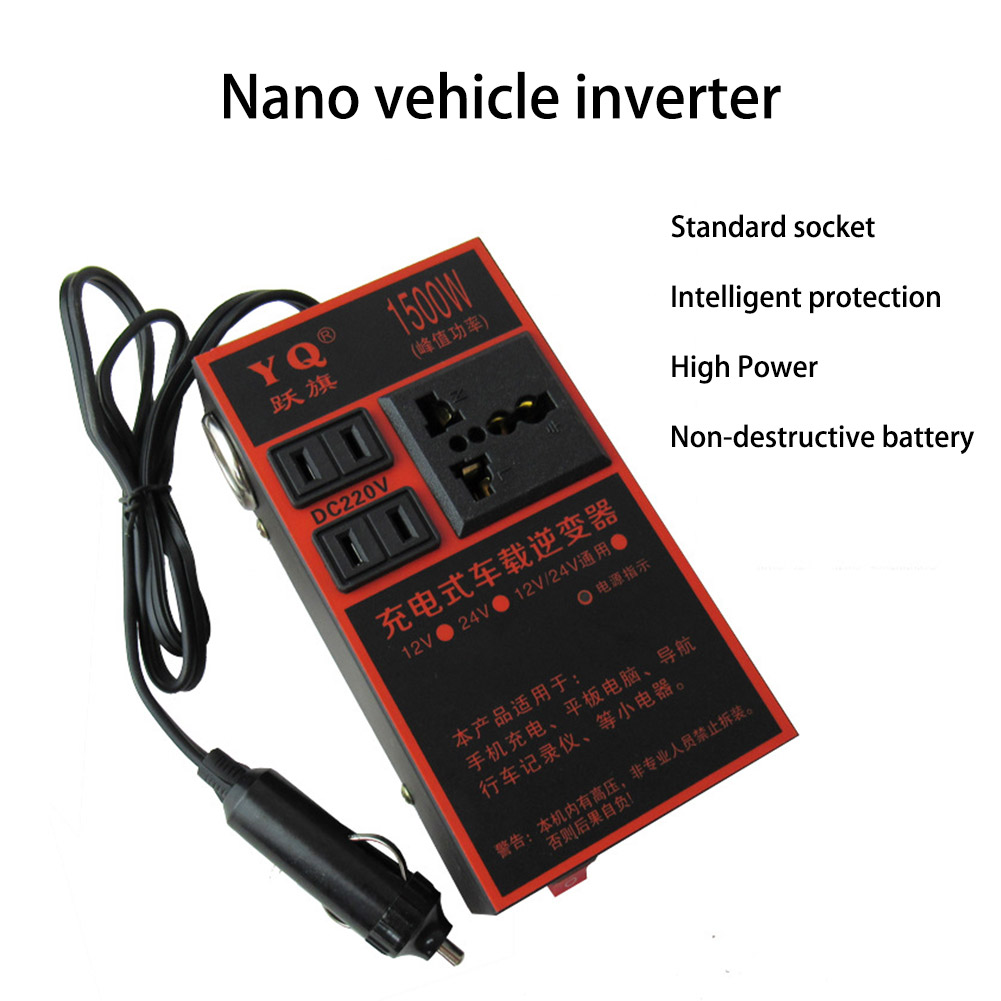 Nano vehicle inverter
Standard socket
Intelligent protection
High Power
Non-destructive battery
1500W
(峰值功率)
YQ®
跃旗
DC220V
充电式车载逆变器
12V 24V 12V/24V通用
电源指示
本产品适用于：
手机充电、平板电脑、导航
行车记录仪、等小电器。
警告：本机内有高压，非专业人员禁止拆装。
否则后果自负！